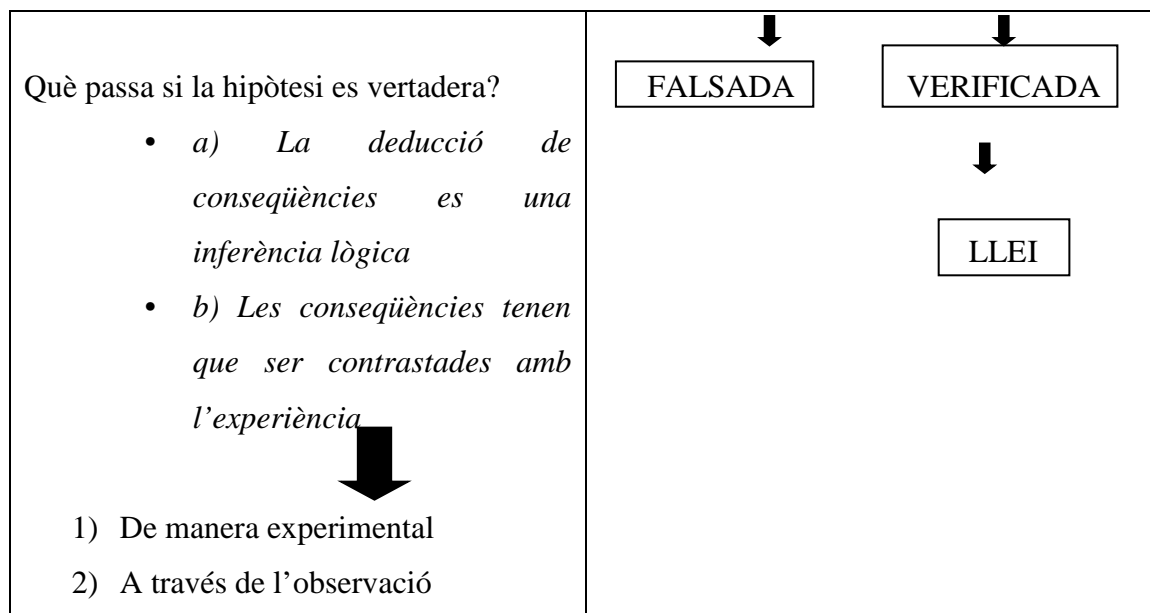 Què passa si la hipòtesi es vertadera?
• a) La deducció de
conseqüències es una
inferència lògica
• b) Les conseqüències tenen
que ser contrastades amb
l’experiència
1) De manera experimental
2) A través de l’observació
FALSADA
VERIFICADA
LLEI